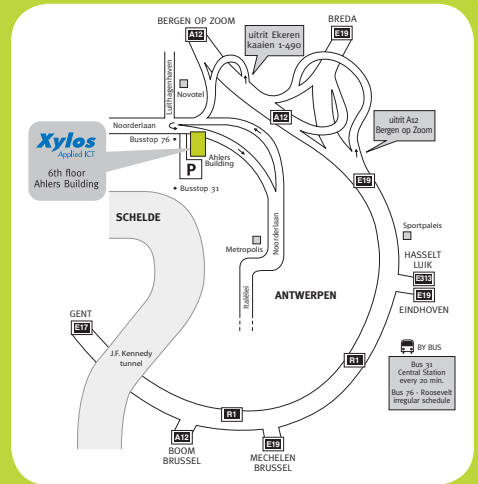 BERGEN OP ZOOM
A12
BREDA
E19
uitrit Ekeren
kaaien 1-490
Luithagenhaven
Novotel
A12
Noorderlaan
uitrit A12
Bergen op Zoom
Xylos
Applied ICT
6th floor
Ahlers Building
Busstop 76
Ahlers
Building
P
E19
Busstop 31
SCHELDE
Noorderlaan
Sportpaleis
Metropolis
HASSELT
LUIK
E313
E19
EINDHOVEN
Italiëlei
ANTWERPEN
GENT
E17
J.F. Kennedy
tunnel
BY BUS
Bus 31
Central Station
every 20 min.
Bus 76 - Roosevelt
irregular schedule
R1
R1
A12
BOOM
BRUSSEL
E19
MECHELEN
BRUSSEL